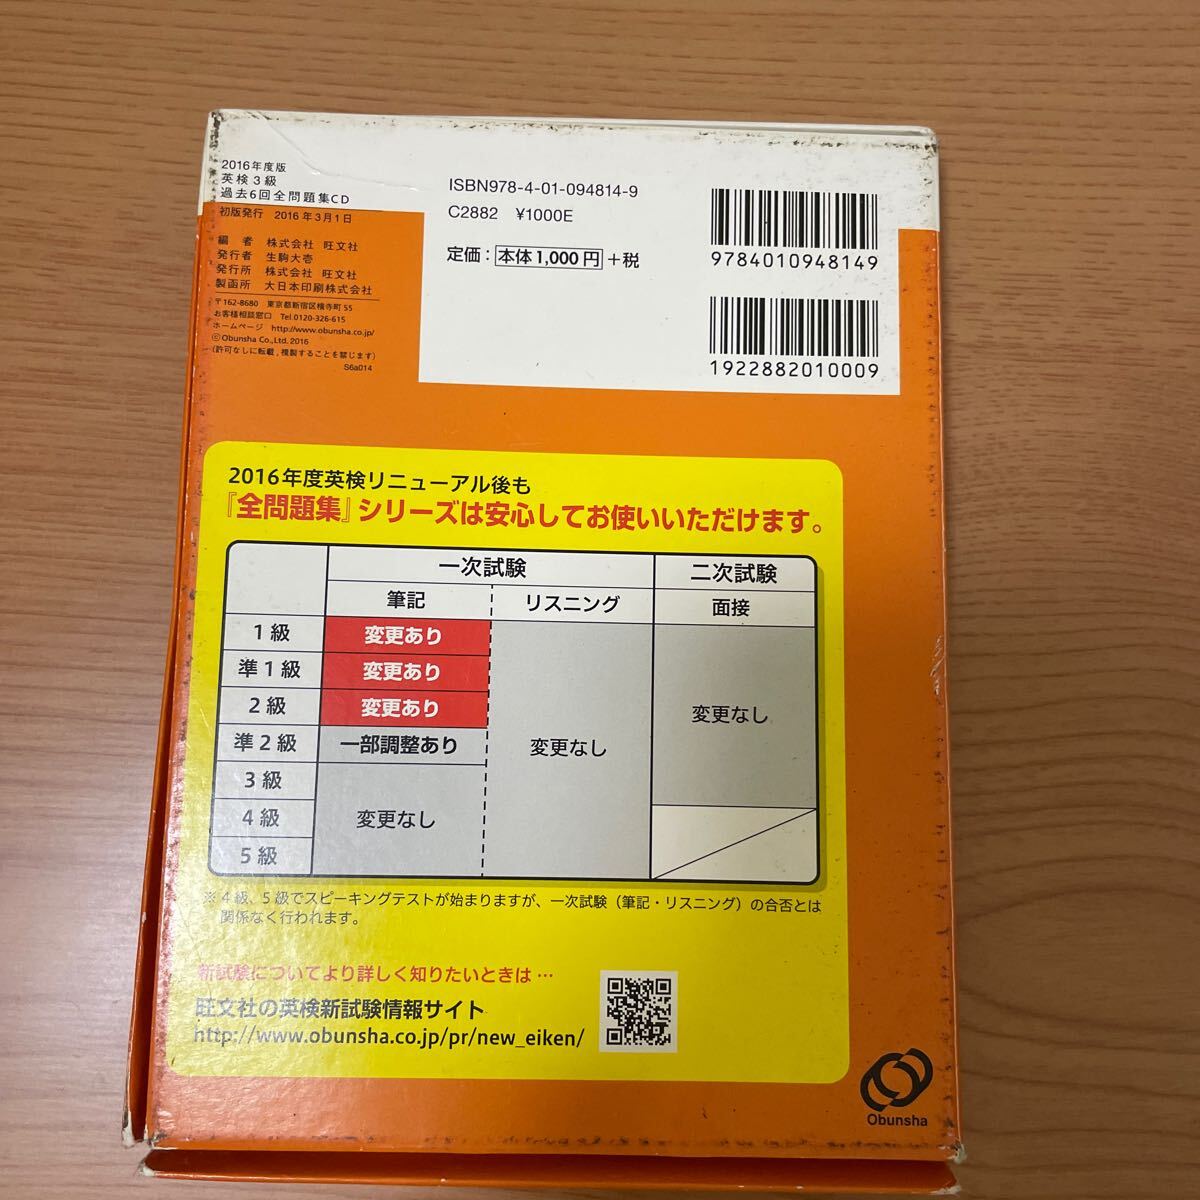 2016年度版
英検3級
過去6回全問題集CD
初版発行 2016年3月1日
編者 株式会社 旺文社
発行者 生駒大壱
発行所 株式会社 旺文社
製函所 大日本印刷株式会社
〒162-8680 東京都新宿区横寺町55
お客様相談窓口 Tel.0120-326-615
ホームページ http://www.obunsha.co.jp/
©Obunsha Co.,Ltd. 2016
(許可なしに転載,複製することを禁じます)
S6a014
ISBN978-4-01-094814-9
C2882 ¥1000E
定価:本体1,000円+税
9784010948149
1922882010009
2016年度英検リニューアル後も
『全問題集』シリーズは安心してお使いいただけます。
一次試験 二次試験
筆記 リスニング 面接
1級 変更あり
準1級 変更あり
2級 変更あり 変更なし
準2級 一部調整あり 変更なし
3級
4級 変更なし
5級
※4級、5級でスピーキングテストが始まりますが、一次試験(筆記・リスニング)の合否とは
関係なく行われます。
新試験についてより詳しく知りたいときは…
旺文社の英検新試験情報サイト
http://www.obunsha.co.jp/pr/new_eiken/
Obunsha